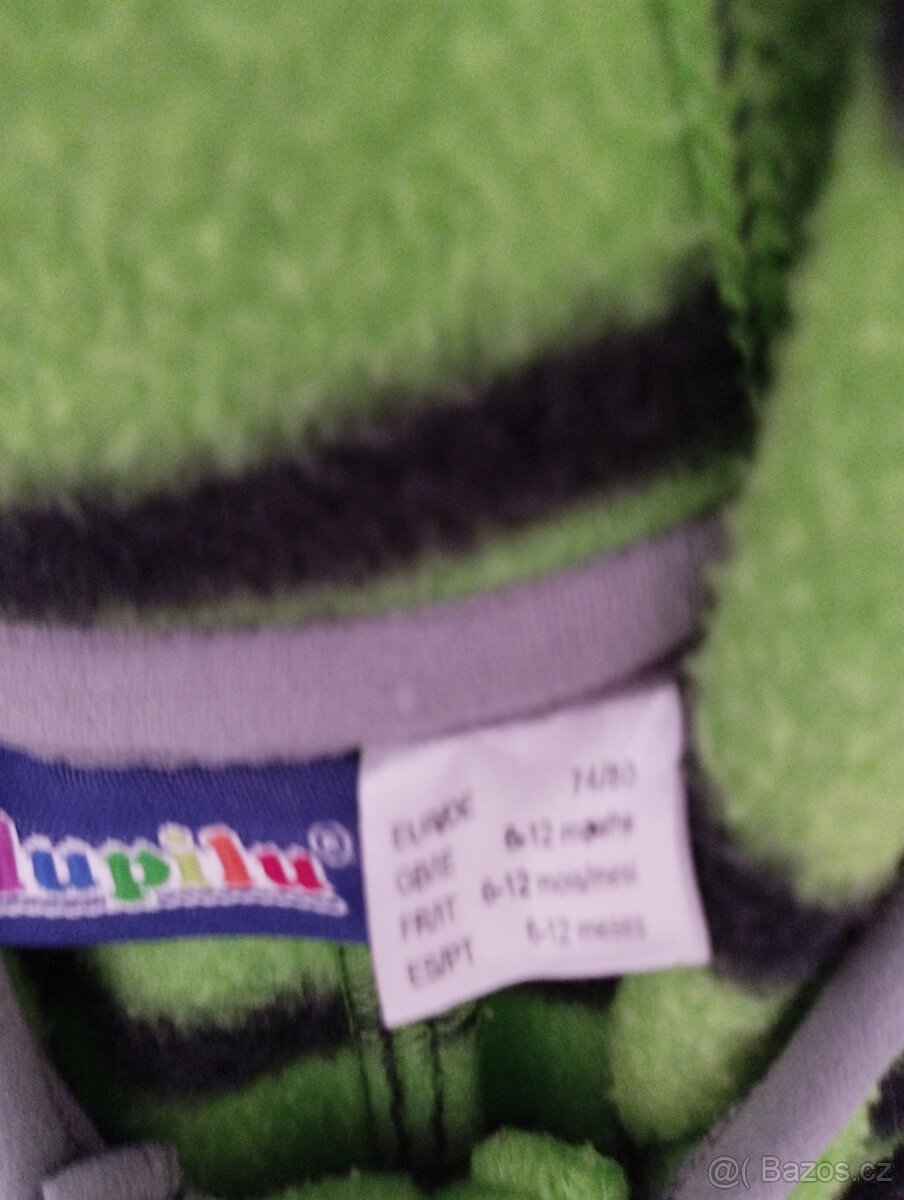 lupilu®
EU/RDC 74/80
GB/IE 6-12 months
FR/IT 6-12 mois/mesi
ES/PT 6-12 meses
@( Bazos.cz